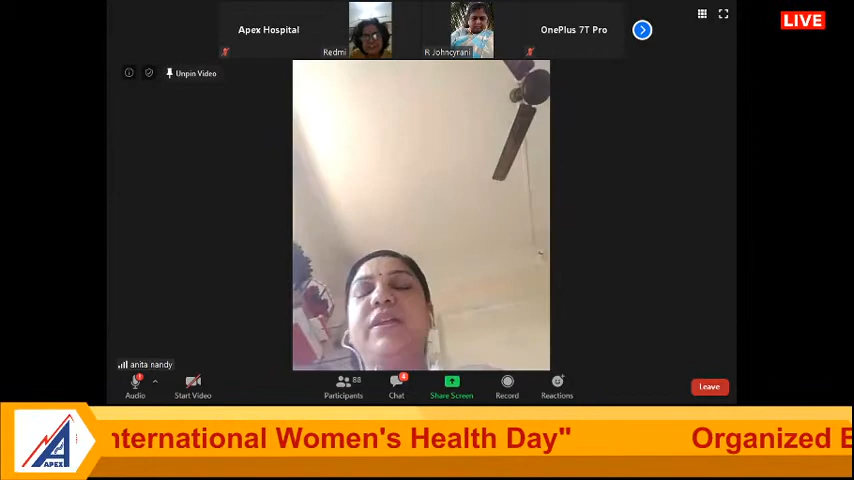 LIVE
Apex Hospital
Redmi
R Johncyrani
OnePlus 7T Pro
Unpin Video
anita nandy
Audio
Start Video
88
Participants
4
Chat
Share Screen
Record
Reactions
Leave
nternational Women's Health Day"
Organized
APEX